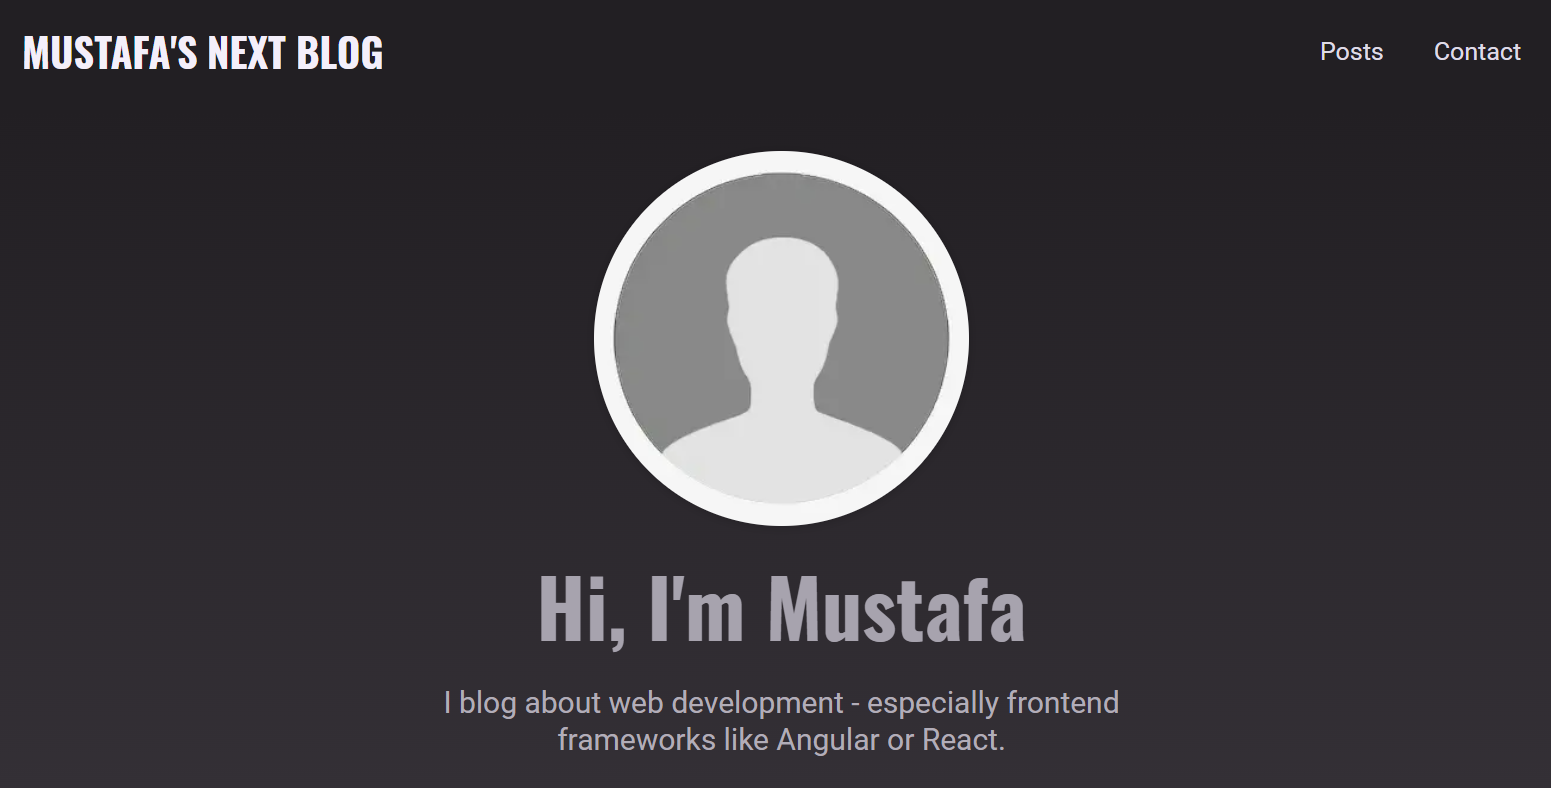 MUSTAFA'S NEXT BLOG
Posts
Contact
Hi, I'm Mustafa
I blog about web development - especially frontend
frameworks like Angular or React.